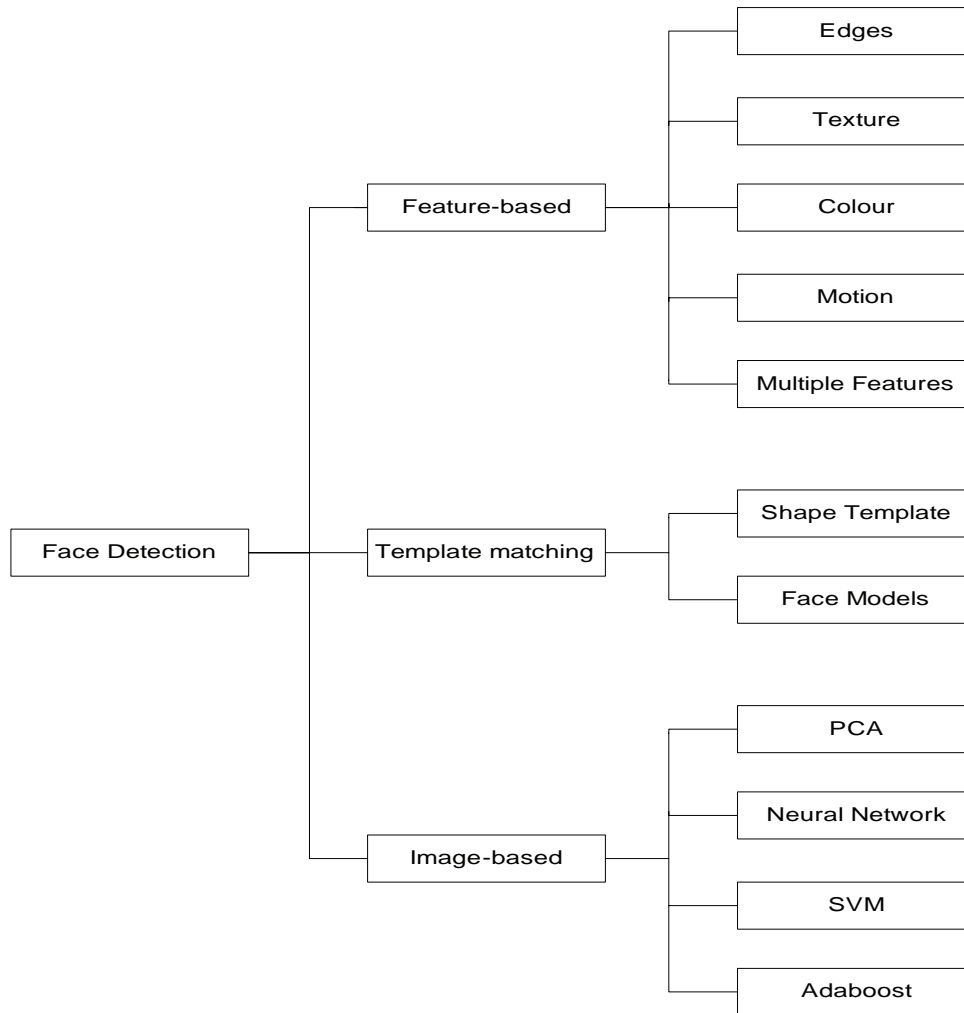 Face Detection
Feature-based
Edges
Texture
Colour
Motion
Multiple Features
Template matching
Shape Template
Face Models
Image-based
PCA
Neural Network
SVM
Adaboost